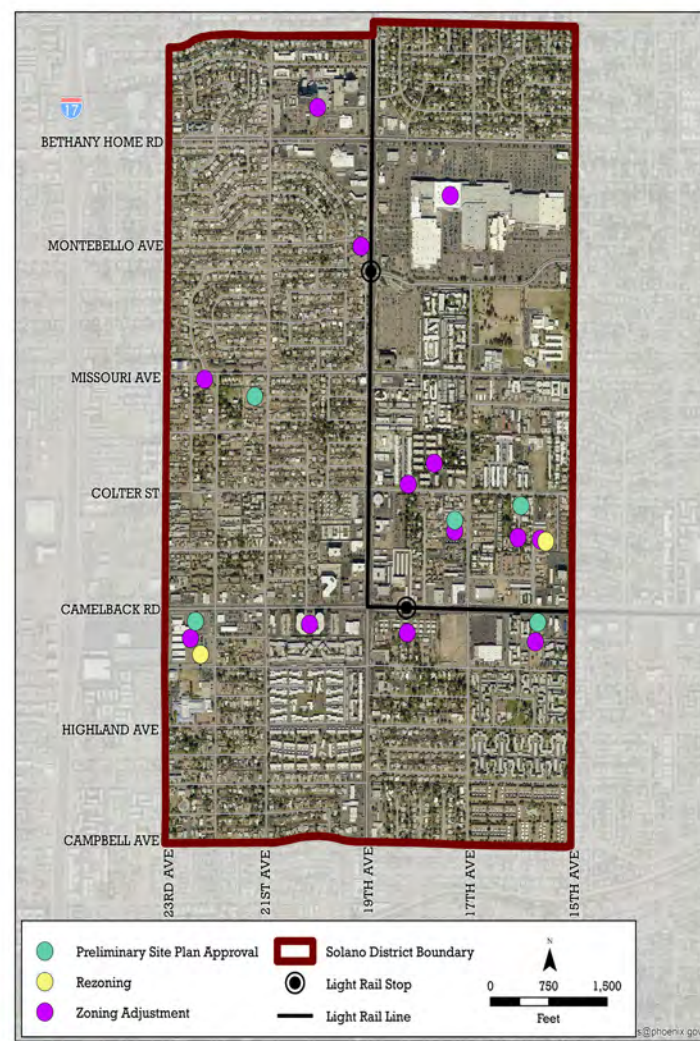 17
BETHANY HOME RD
MONTEBELLO AVE
MISSOURI AVE
COLTER ST
CAMELBACK RD
HIGHLAND AVE
CAMPBELL AVE
23RD AVE
21ST AVE
19TH AVE
17TH AVE
15TH AVE
Preliminary Site Plan Approval
Rezoning
Zoning Adjustment
Solano District Boundary
Light Rail Stop
Light Rail Line
N
0 750 1,500
Feet
s@phoenix.gov